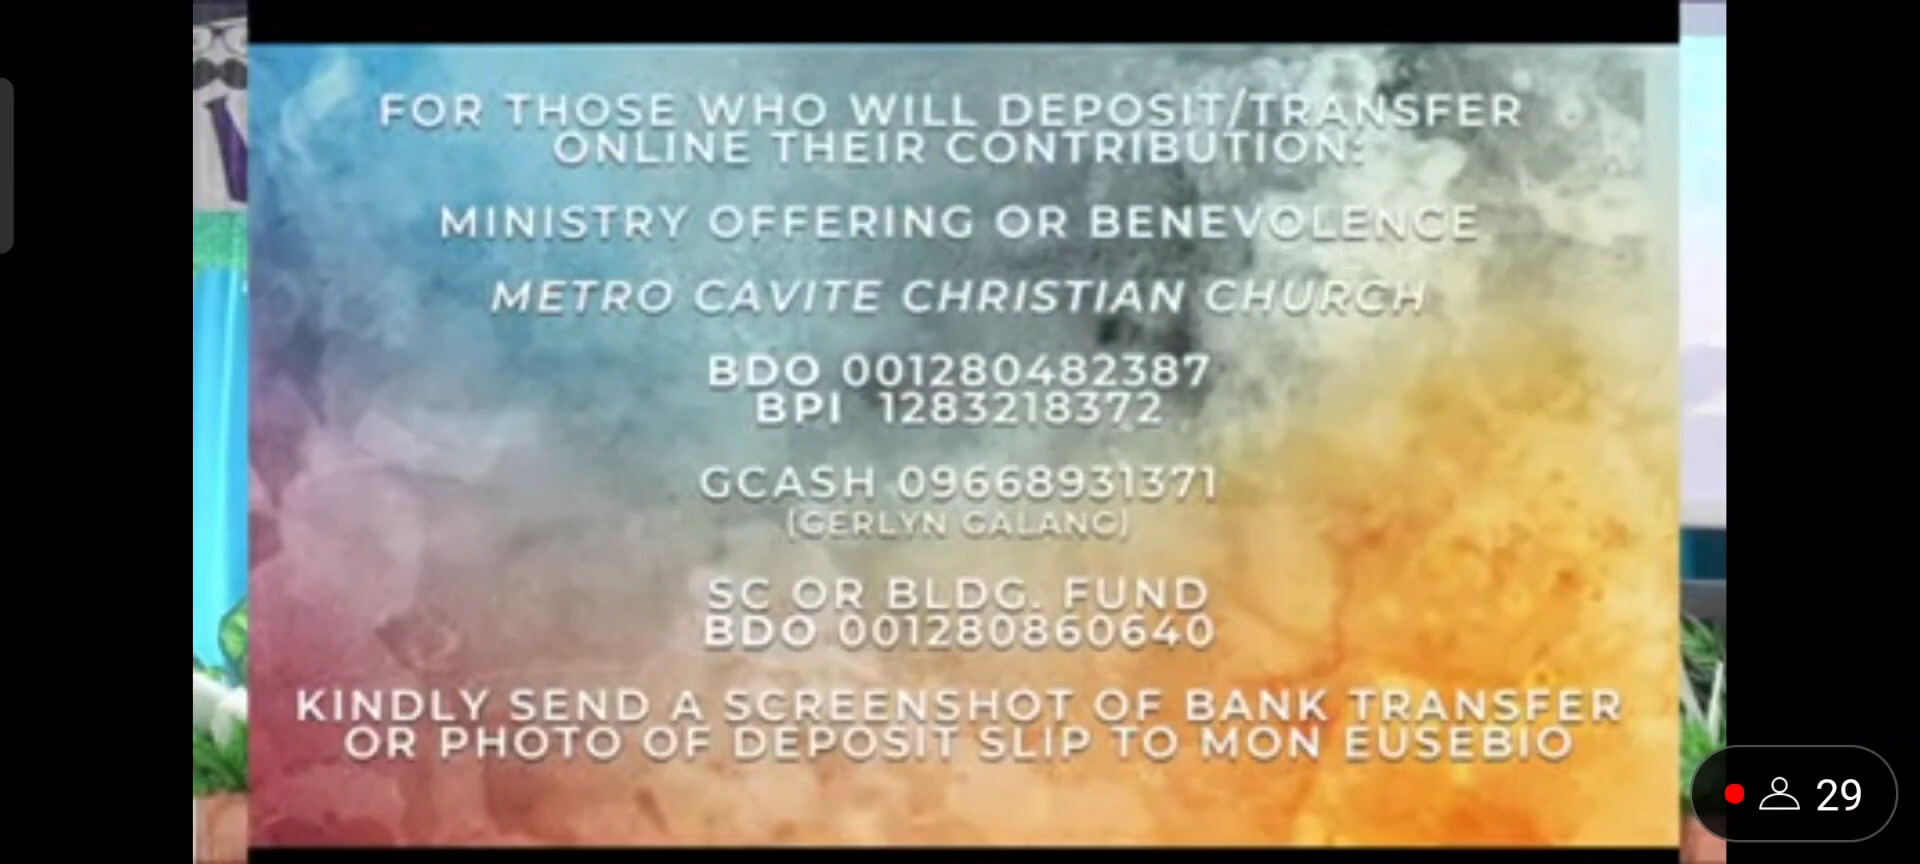 FOR THOSE WHO WILL DEPOSIT/TRANSFER
ONLINE THEIR CONTRIBUTION:
MINISTRY OFFERING OR BENEVOLENCE
METRO CAVITE CHRISTIAN CHURCH
BDO 001280482387
BPI 1283218372
GCASH 09668931371
(GERLYN GALANG)
SC OR BLDG. FUND
BDO 001280860640
KINDLY SEND A SCREENSHOT OF BANK TRANSFER
OR PHOTO OF DEPOSIT SLIP TO MON EUSEBIO
29